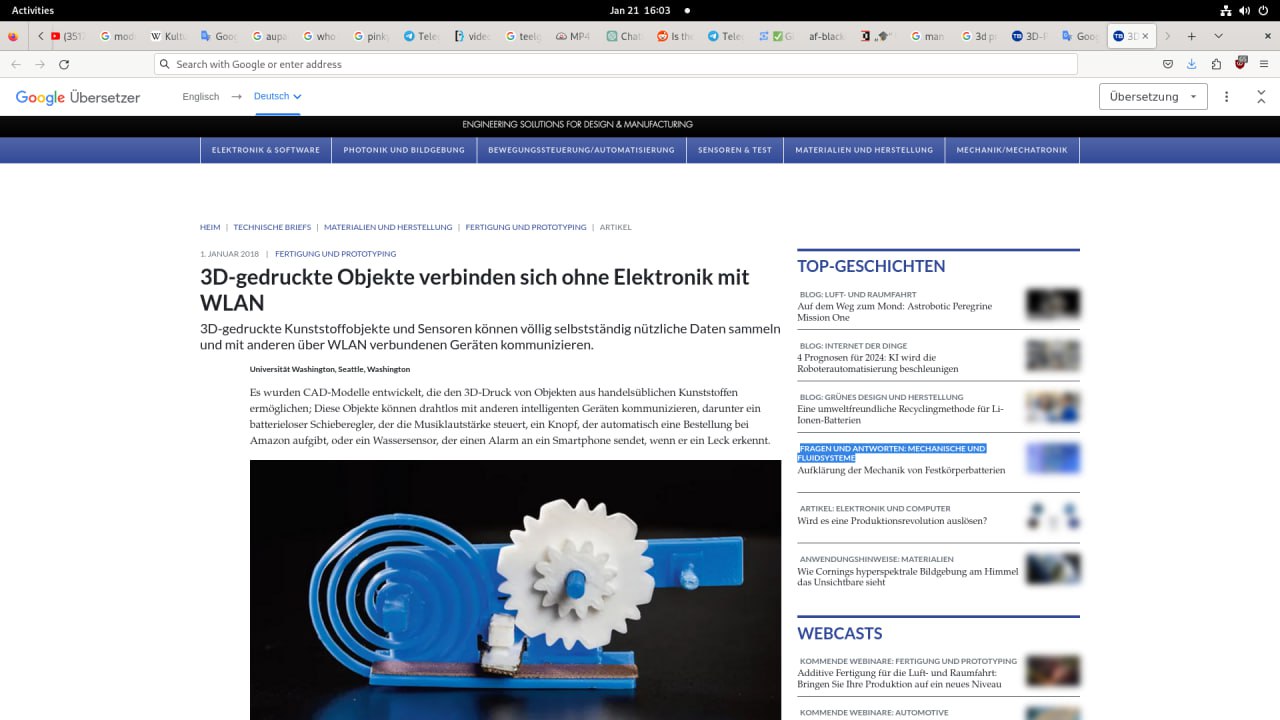 Activities
Jan 21 16:03
(351
mod
Kultu
Goo
aupa
who
pinky
Tele
vide
teelg
MP4
Chat
Is the
Tele
G
af-black
man
3d p
3D-P
Goog
3D
Search with Google or enter address
Google Übersetzer
Englisch → Deutsch
Übersetzung
ENGINEERING SOLUTIONS FOR DESIGN & MANUFACTURING
ELEKTRONIK & SOFTWARE
PHOTONIK UND BILDGEBUNG
BEWEGUNGSSTEUERUNG/AUTOMATISIERUNG
SENSOREN & TEST
MATERIALIEN UND HERSTELLUNG
MECHANIK/MECHATRONIK
HEIM | TECHNISCHE BRIEFS | MATERIALIEN UND HERSTELLUNG | FERTIGUNG UND PROTOTYPING | ARTIKEL
1. JANUAR 2018 | FERTIGUNG UND PROTOTYPING
3D-gedruckte Objekte verbinden sich ohne Elektronik mit
WLAN
3D-gedruckte Kunststoffobjekte und Sensoren können völlig selbstständig nützliche Daten sammeln
und mit anderen über WLAN verbundenen Geräten kommunizieren.
Universität Washington, Seattle, Washington
Es wurden CAD-Modelle entwickelt, die den 3D-Druck von Objekten aus handelsüblichen Kunststoffen
ermöglichen; Diese Objekte können drahtlos mit anderen intelligenten Geräten kommunizieren, darunter ein
batterieloser Schieberegler, der die Musiklautstärke steuert, ein Knopf, der automatisch eine Bestellung bei
Amazon aufgibt, oder ein Wassersensor, der einen Alarm an ein Smartphone sendet, wenn er ein Leck erkennt.
TOP-GESCHICHTEN
BLOG: LUFT- UND RAUMFAHRT
Auf dem Weg zum Mond: Astrobotic Peregrine
Mission One
BLOG: INTERNET DER DINGE
4 Prognosen für 2024: KI wird die
Roboterautomatisierung beschleunigen
BLOG: GRÜNES DESIGN UND HERSTELLUNG
Eine umweltfreundliche Recyclingmethode für Li-
Ionen-Batterien
FRAGEN UND ANTWORTEN: MECHANISCHE UND
FLUIDSYSTEME
Aufklärung der Mechanik von Festkörperbatterien
ARTIKEL: ELEKTRONIK UND COMPUTER
Wird es eine Produktionsrevolution auslösen?
ANWENDUNGSHINWEISE: MATERIALIEN
Wie Cornings hyperspektrale Bildgebung am Himmel
das Unsichtbare sieht
WEBCASTS
KOMMENDE WEBINARE: FERTIGUNG UND PROTOTYPING
Additive Fertigung für die Luft- und Raumfahrt:
Bringen Sie Ihre Produktion auf ein neues Niveau
KOMMENDE WEBINARE: AUTOMOTIVE